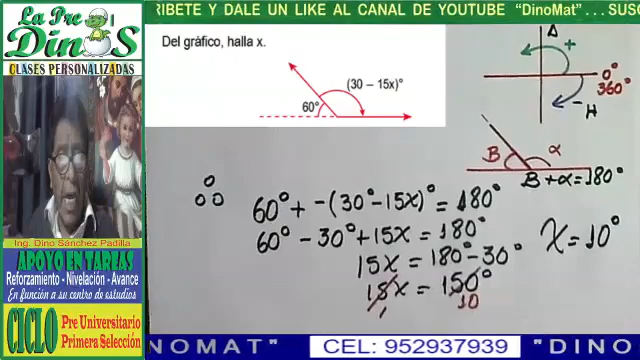 RIBETE Y DALE UN LIKE AL CANAL DE YOUTUBE "DinoMat"...SUSC
La Pre
DinoS
CLASES PERSONALIZADAS
Ing. Dino Sánchez Padilla
APOYO EN TAREAS
Reforzamiento - Nivelación - Avance
En función a su centro de estudios
CICLO Pre Universitario
Primera Selección
Del gráfico, halla x.
(30 – 15x)°
60°
+
0°
360°
- H
B α
B + α = 180°
∴ 60° + -(30° - 15x)° = 180°
60° - 30° + 15x = 180°
15x = 180° - 30°
15x = 150°
10
x = 10°
NOMAT" CEL: 952937939 "DINO